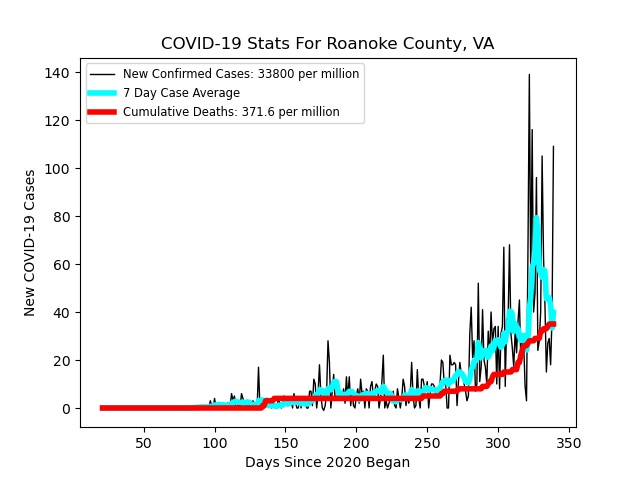 COVID-19 Stats For Roanoke County, VA
New Confirmed Cases: 33800 per million
7 Day Case Average
Cumulative Deaths: 371.6 per million
New COVID-19 Cases
140
120
100
80
60
40
20
0
50 100 150 200 250 300 350
Days Since 2020 Began